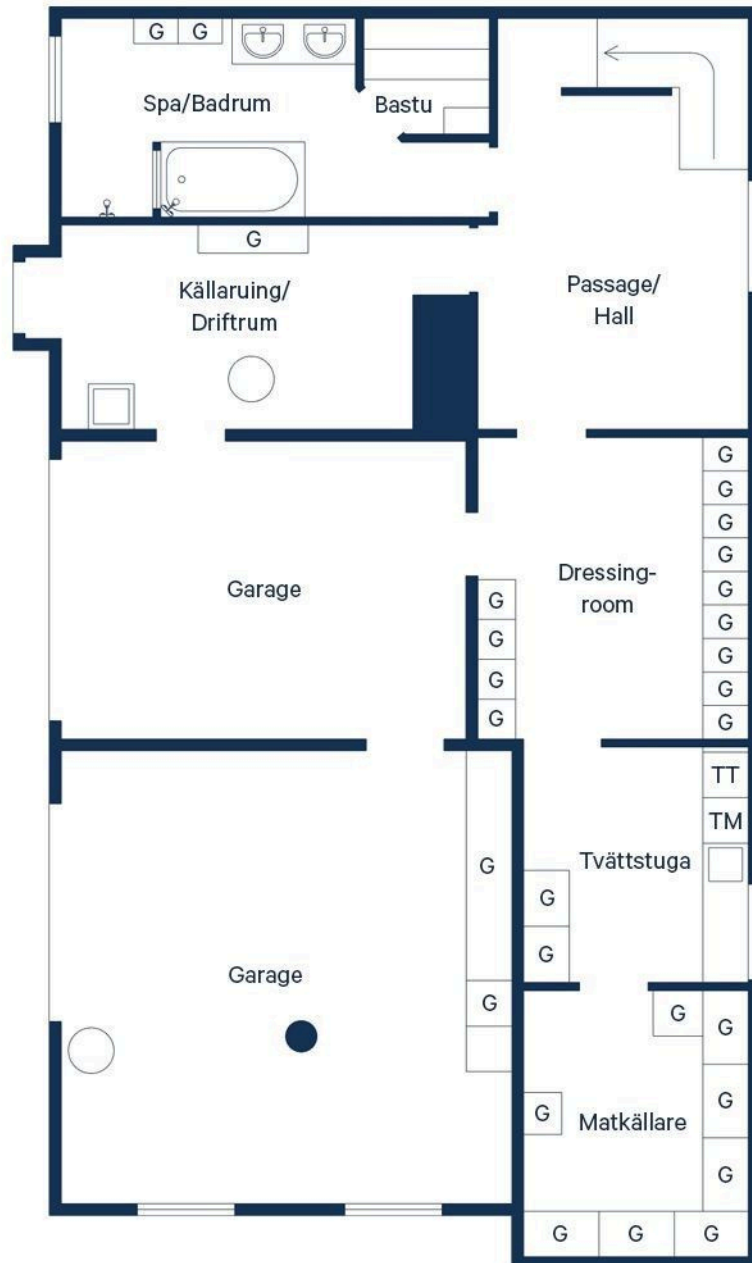 G G
Spa/Badrum
Bastu
G
Källaruing/
Driftrum
Passage/
Hall
Garage
Dressing-
room
G
G
G
G
G
G
G
G
G
G
G
G
G
TT
TM
Tvättstuga
G
G
G
G
Garage
G
G
G
G
G
Matkällare
G
G G G